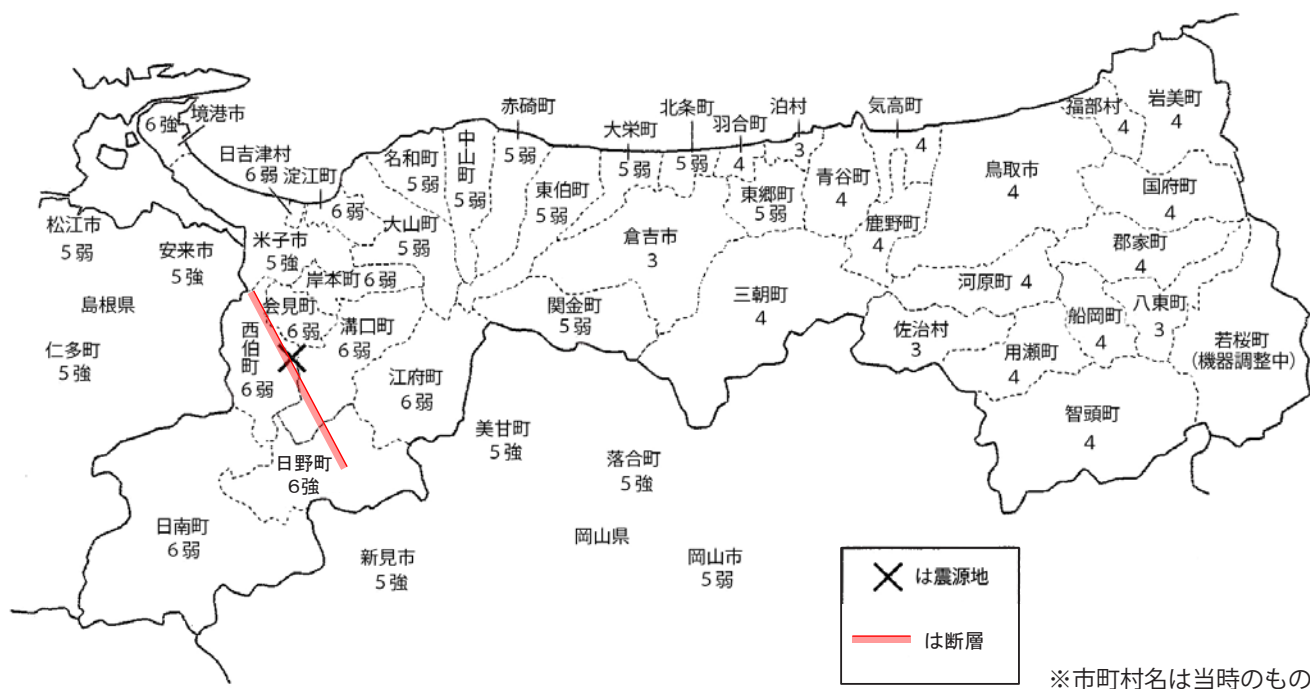 境港市
6強
日吉津村
6弱
淀江町
6弱
名和町
5弱
中山町
5弱
赤碕町
5弱
東伯町
5弱
大栄町
5弱
北条町
5弱
羽合町
4
泊村
3
東郷町
5弱
青谷町
4
気高町
4
鹿野町
4
鳥取市
4
福部村
4
岩美町
4
国府町
4
郡家町
4
河原町 4
船岡町
4
八東町
3
若桜町
（機器調整中）
佐治村
3
用瀬町
4
智頭町
4
倉吉市
3
三朝町
4
関金町
5弱
大山町
5弱
米子市
5強
岸本町 6弱
会見町
6弱
溝口町
6弱
西伯町
6弱
江府町
6弱
日野町
6強
日南町
6弱
松江市
5弱
安来市
5強
島根県
仁多町
5強
美甘町
5強
落合町
5強
岡山県
新見市
5強
岡山市
5弱
は震源地
は断層
※市町村名は当時のもの